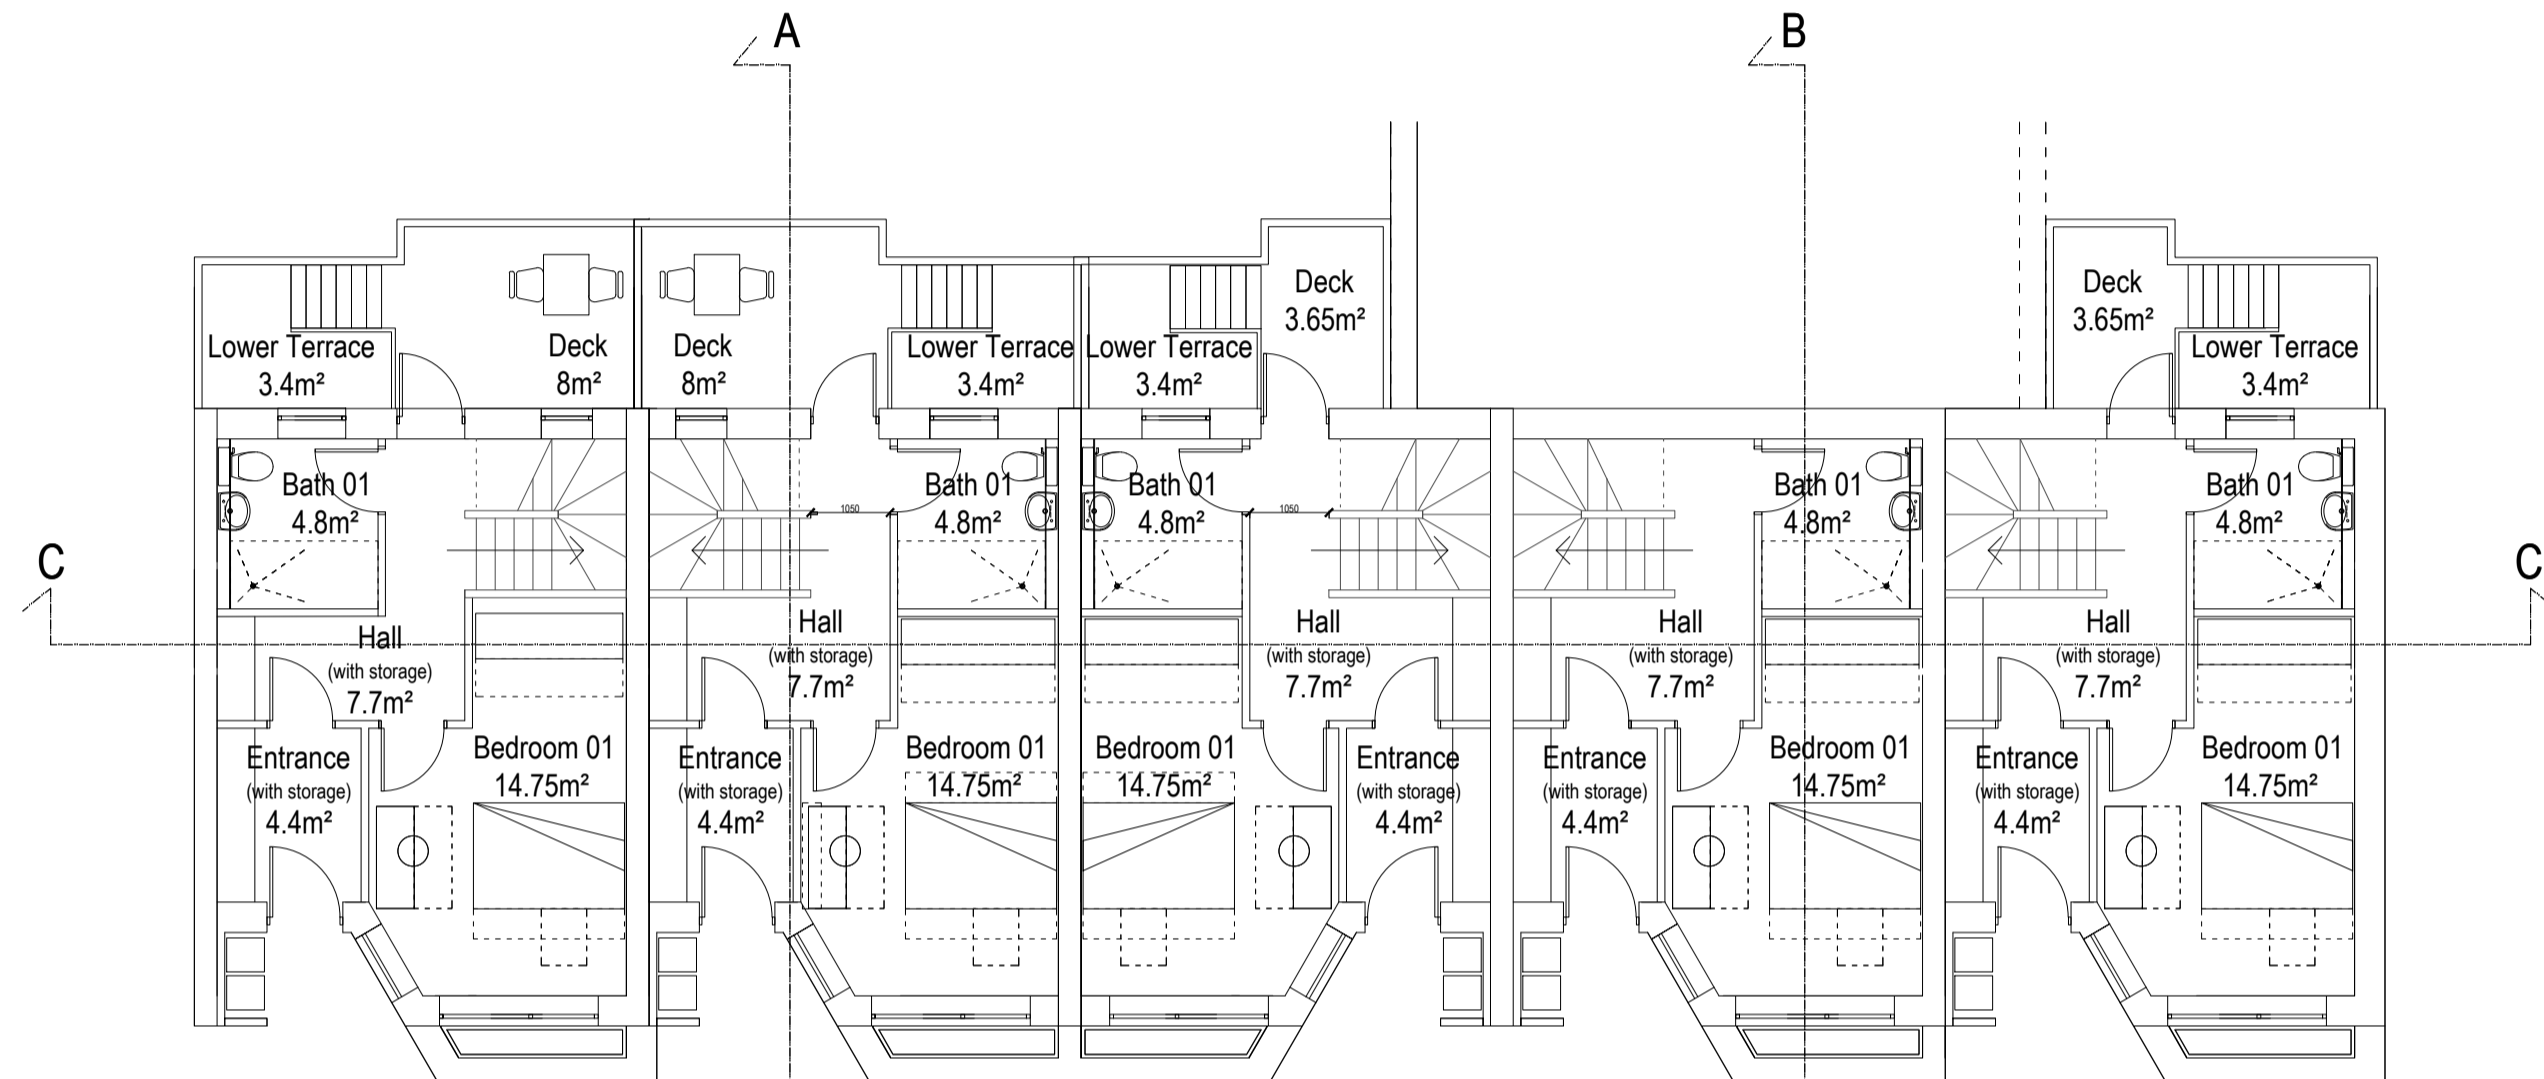 A
B
Deck
3.65m²
Deck
3.65m²
Lower Terrace
3.4m²
Deck
8m²
Deck
8m²
Lower Terrace
3.4m²
Lower Terrace
3.4m²
Lower Terrace
3.4m²
Bath 01
4.8m²
1050
Bath 01
4.8m²
Bath 01
4.8m²
1050
Bath 01
4.8m²
Bath 01
4.8m²
C
C
Hall
(with storage)
7.7m²
Hall
(with storage)
7.7m²
Hall
(with storage)
7.7m²
Hall
(with storage)
7.7m²
Hall
(with storage)
7.7m²
Entrance
(with storage)
4.4m²
Bedroom 01
14.75m²
Entrance
(with storage)
4.4m²
Bedroom 01
14.75m²
Bedroom 01
14.75m²
Entrance
(with storage)
4.4m²
Entrance
(with storage)
4.4m²
Bedroom 01
14.75m²
Entrance
(with storage)
4.4m²
Bedroom 01
14.75m²